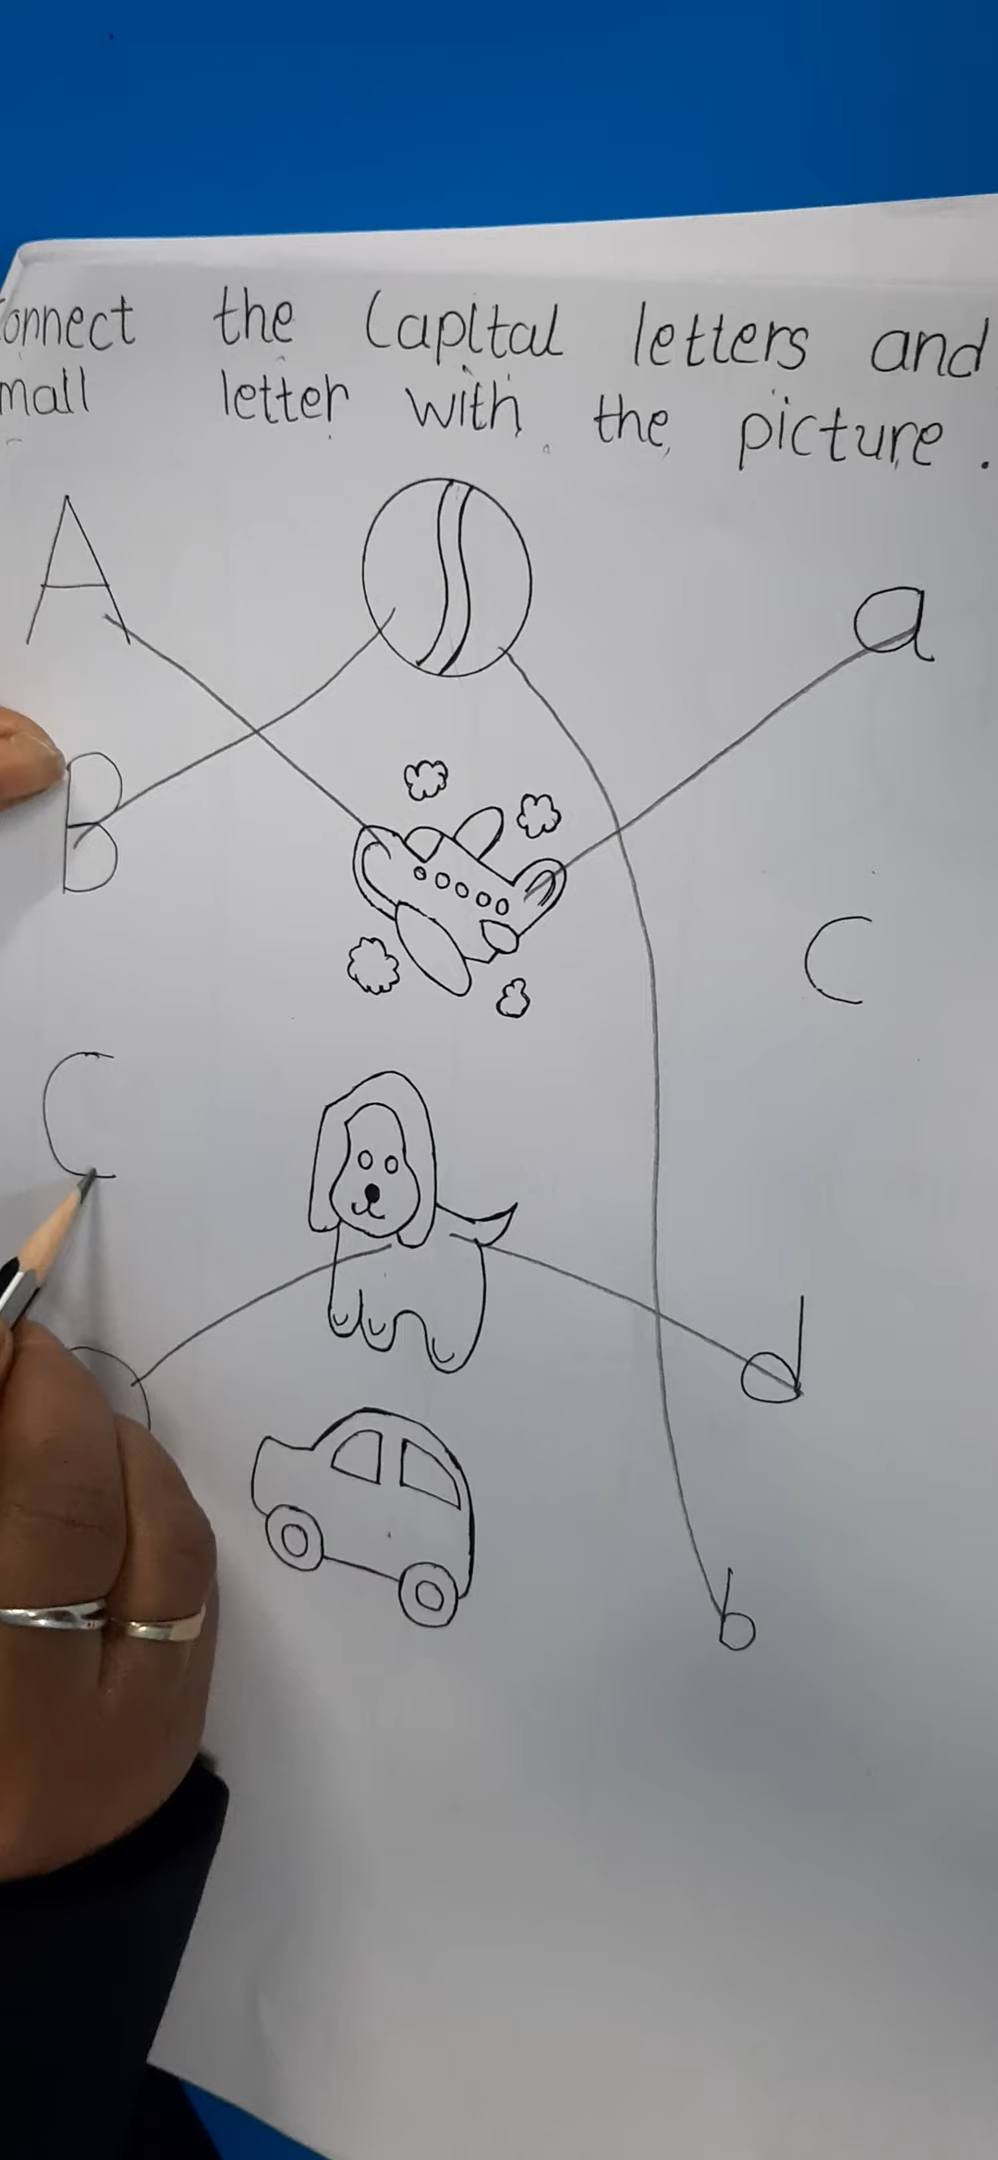 onnect the Capital letters and
mall letter with the picture.
A
a
B
C
C
d
b